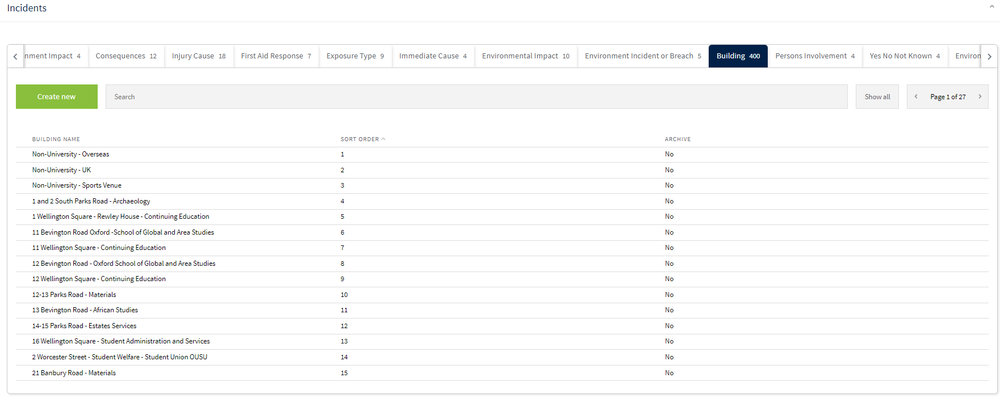 Incidents
nment Impact 4 Consequences 12 Injury Cause 18 First Aid Response 7 Exposure Type 9 Immediate Cause 4 Environmental Impact 10 Environment Incident or Breach 5 Building 400 Persons Involvement 4 Yes No Not Known 4 Environ
Create new Search Show all Page 1 of 27
BUILDING NAME SORT ORDER ARCHIVE
Non-University - Overseas 1 No
Non-University - UK 2 No
Non-University - Sports Venue 3 No
1 and 2 South Parks Road - Archaeology 4 No
1 Wellington Square - Rewley House - Continuing Education 5 No
11 Bevington Road Oxford -School of Global and Area Studies 6 No
11 Wellington Square - Continuing Education 7 No
12 Bevington Road - Oxford School of Global and Area Studies 8 No
12 Wellington Square - Continuing Education 9 No
12-13 Parks Road - Materials 10 No
13 Bevington Road - African Studies 11 No
14-15 Parks Road - Estates Services 12 No
16 Wellington Square - Student Administration and Services 13 No
2 Worcester Street - Student Welfare - Student Union OUSU 14 No
21 Banbury Road - Materials 15 No